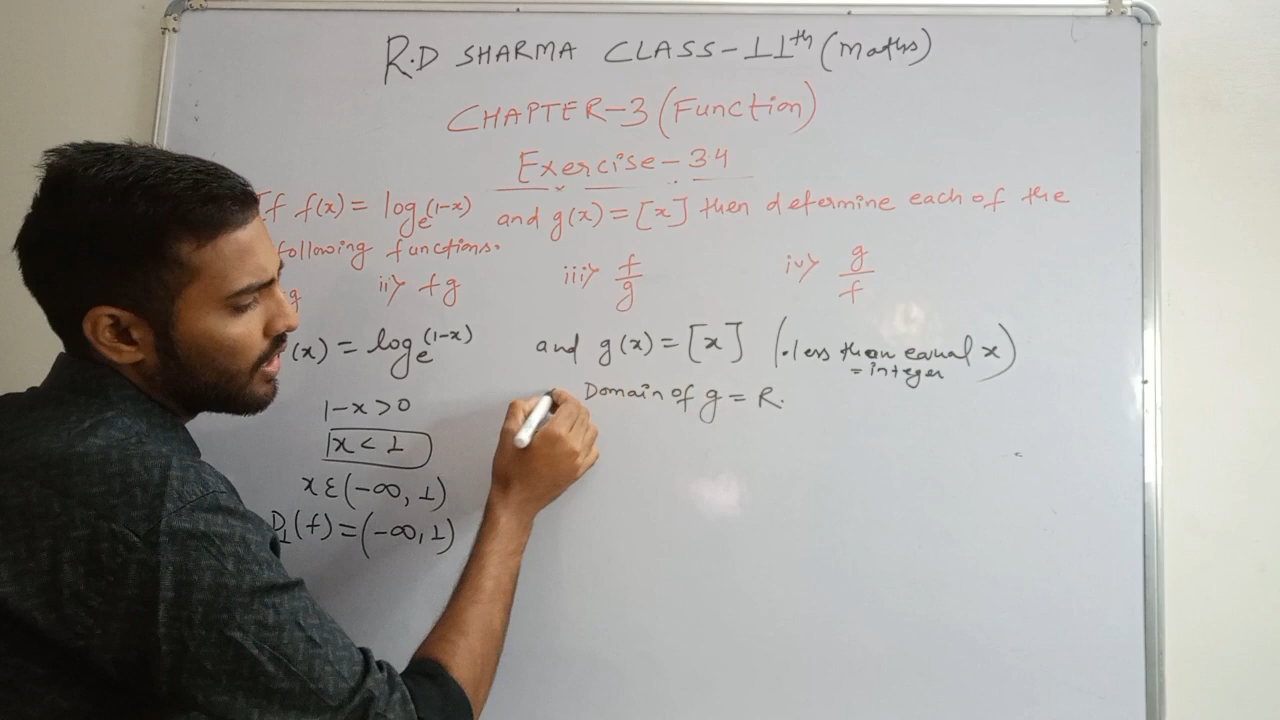 R.D SHARMA CLASS-11th (Maths)
CHAPTER-3 (Function)
Exercise-3.4
If f(x) = loge(1-x) and g(x) = [x] then determine each of the
following functions.
ii> fg iii> f/g iv> g/f
(x) = loge(1-x) and g(x) = [x] (less than equal x)
= integer
1-x>0 Domain of g = R.
x < 1
x ε (-∞, 1)
D1(f) = (-∞, 1)